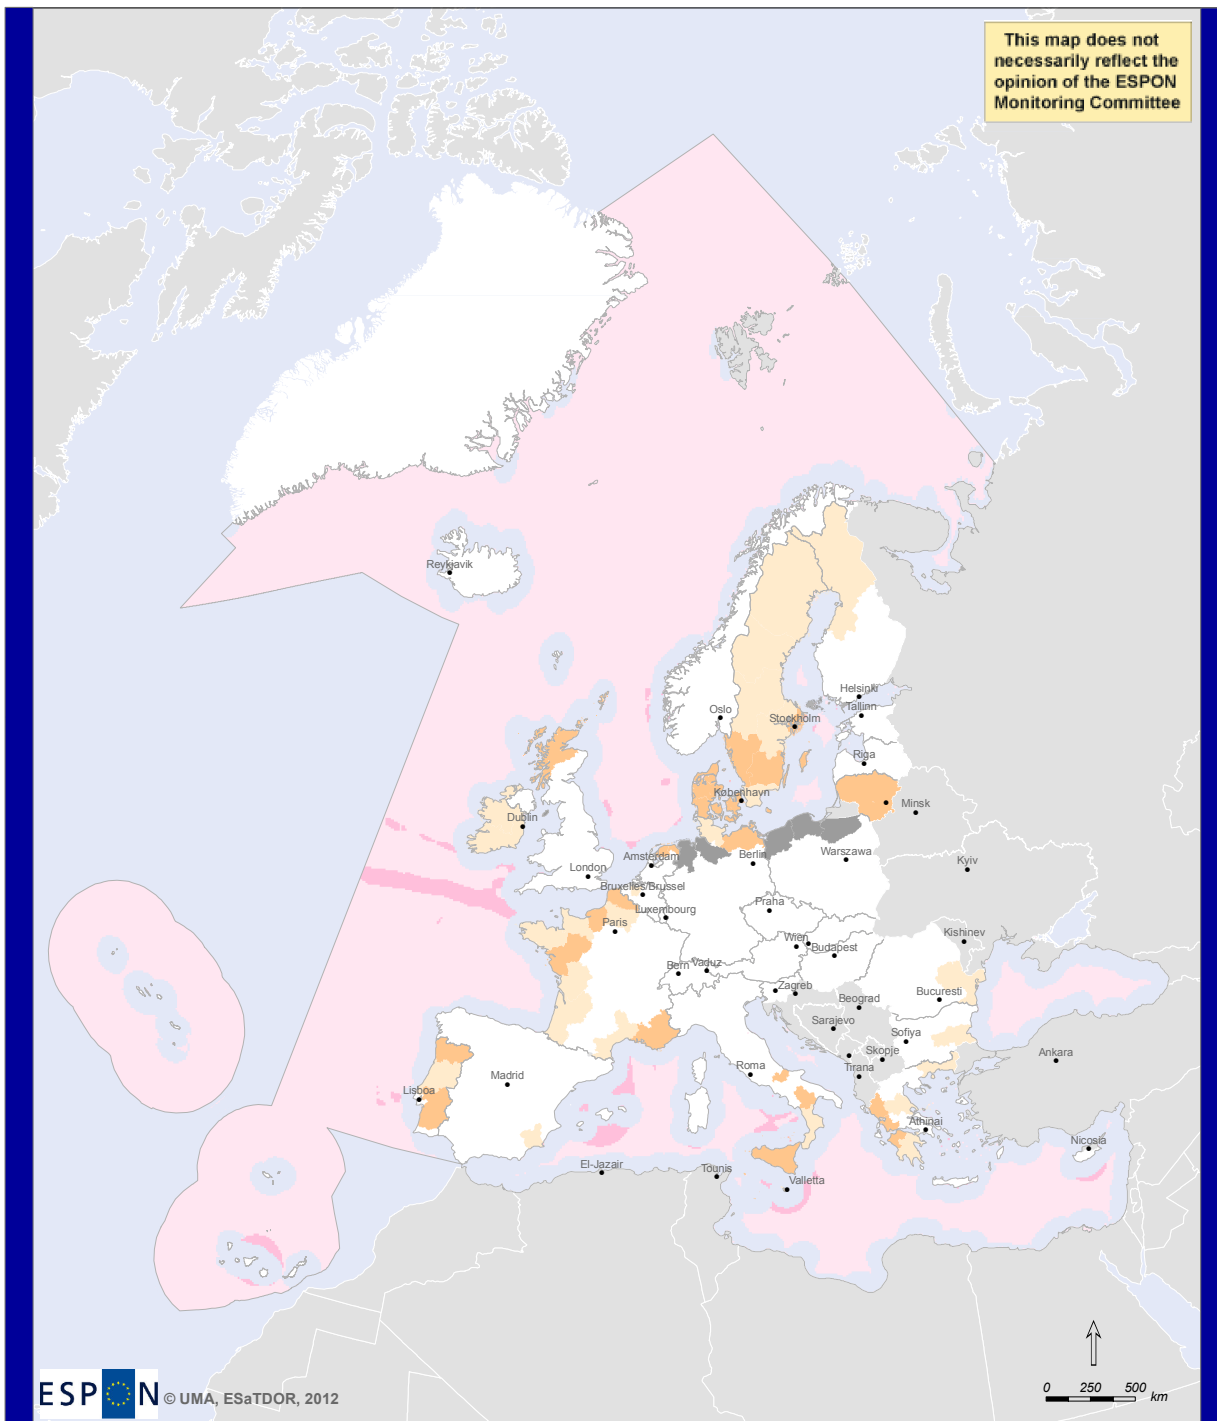 This map does not
necessarily reflect the
opinion of the ESPON
Monitoring Committee
Reykjavik
Helsinki
Tallinn
Oslo
Stockholm
Riga
København
Minsk
Dublin
Amsterdam
Berlin
Warszawa
London
Kyiv
Bruxelles/Brussel
Praha
Luxembourg
Paris
Kishinev
Wien
Budapest
Bern
Vaduz
Zagreb
Bucuresti
Beograd
Sarajevo
Sofiya
Skopje
Ankara
Roma
Tirana
Madrid
Lisboa
Athinai
Nicosia
El-Jazair
Tounis
Valletta
0 250 500
km
ESPON © UMA, ESaTDOR, 2012